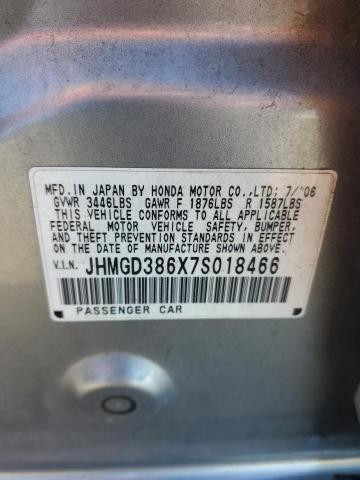 MFD. IN JAPAN BY HONDA MOTOR CO.,LTD; 7/'06
GVWR 3446LBS GAWR F 1876LBS R 1587LBS
THIS VEHICLE CONFORMS TO ALL APPLICABLE
FEDERAL MOTOR VEHICLE SAFETY, BUMPER,
AND THEFT PREVENTION STANDARDS IN EFFECT
ON THE DATE OF MANUFACTURE SHOWN ABOVE.
V.I.N. JHMGD386X7S018466
PASSENGER CAR